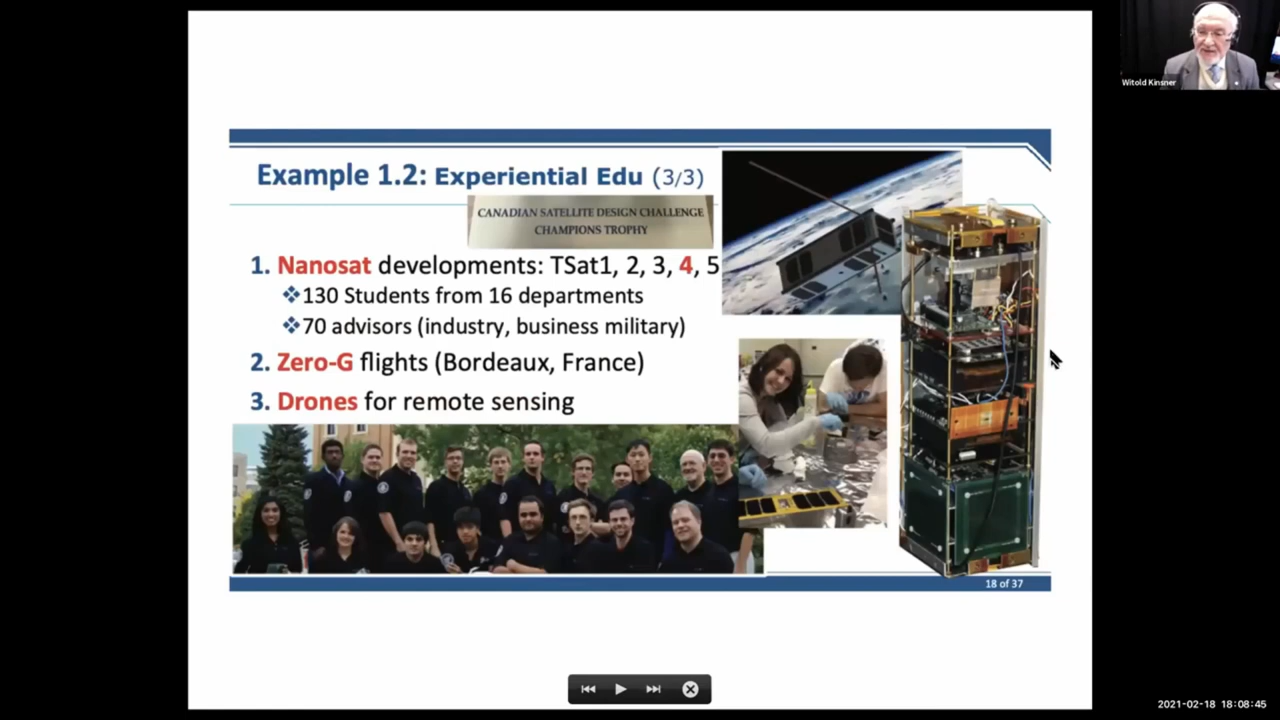 Witold Kinsner
Example 1.2: Experiential Edu (3/3)
CANADIAN SATELLITE DESIGN CHALLENGE
CHAMPIONS TROPHY
1. Nanosat developments: TSat1, 2, 3, 4, 5
❖130 Students from 16 departments
❖70 advisors (industry, business military)
2. Zero-G flights (Bordeaux, France)
3. Drones for remote sensing
18 of 37
2021-02-18 18:08:45